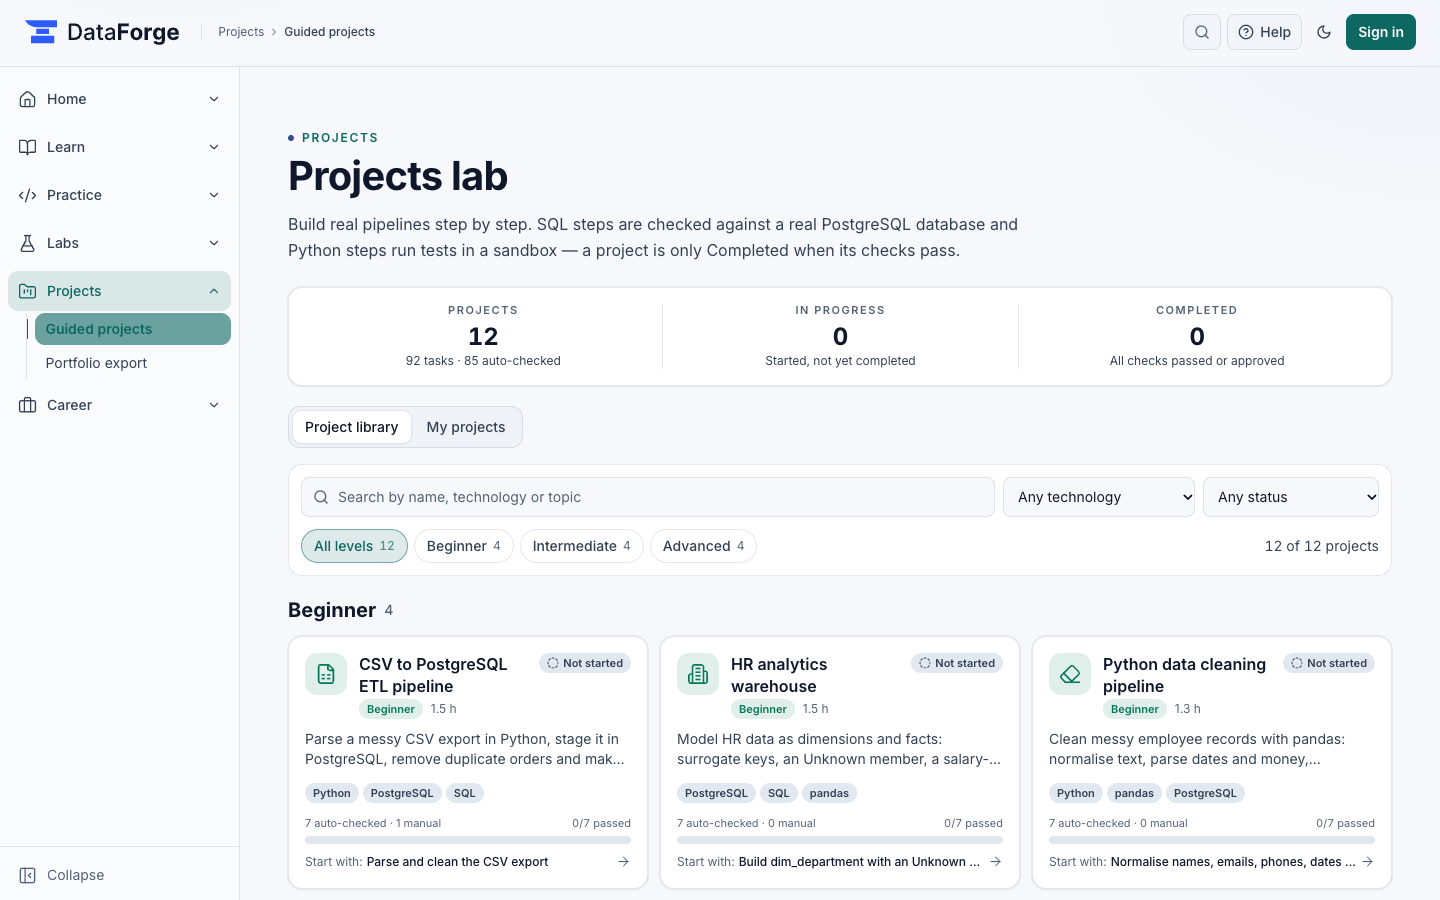 DataForge
Projects > Guided projects
Help
Sign in
Home
Learn
Practice
Labs
Projects
Guided projects
Portfolio export
Career
Collapse
PROJECTS
Projects lab
Build real pipelines step by step. SQL steps are checked against a real PostgreSQL database and
Python steps run tests in a sandbox — a project is only Completed when its checks pass.
PROJECTS
12
92 tasks · 85 auto-checked
IN PROGRESS
0
Started, not yet completed
COMPLETED
0
All checks passed or approved
Project library
My projects
Search by name, technology or topic
Any technology
Any status
All levels 12
Beginner 4
Intermediate 4
Advanced 4
12 of 12 projects
Beginner 4
CSV to PostgreSQL
ETL pipeline
Not started
Beginner 1.5 h
Parse a messy CSV export in Python, stage it in
PostgreSQL, remove duplicate orders and mak...
Python PostgreSQL SQL
7 auto-checked · 1 manual 0/7 passed
Start with: Parse and clean the CSV export
HR analytics
warehouse
Not started
Beginner 1.5 h
Model HR data as dimensions and facts:
surrogate keys, an Unknown member, a salary-...
PostgreSQL SQL pandas
7 auto-checked · 0 manual 0/7 passed
Start with: Build dim_department with an Unknown ...
Python data cleaning
pipeline
Not started
Beginner 1.3 h
Clean messy employee records with pandas:
normalise text, parse dates and money,...
Python pandas PostgreSQL
7 auto-checked · 0 manual 0/7 passed
Start with: Normalise names, emails, phones, dates ...